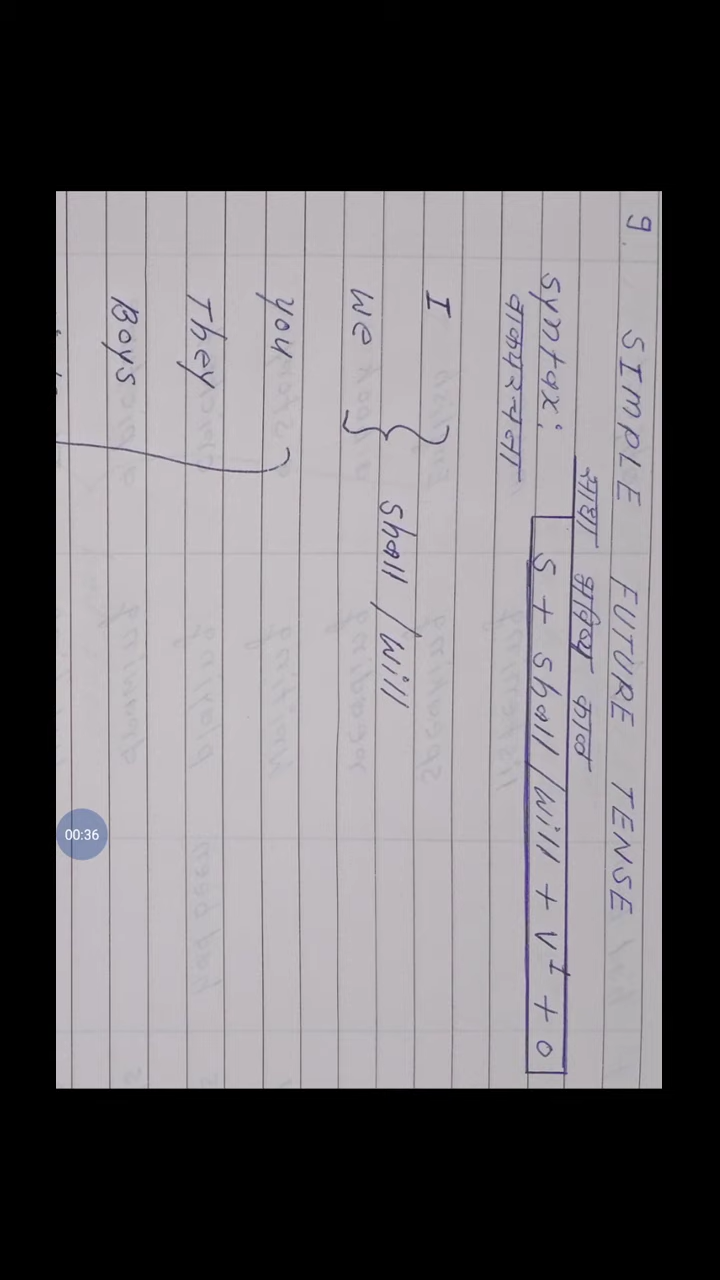 9. SIMPLE FUTURE TENSE
साधा भविष्य काळ
Syntax: S + shall / will + V1 + O
वाक्यरचना
I
we
shall / will
you
They
Boys
00:36